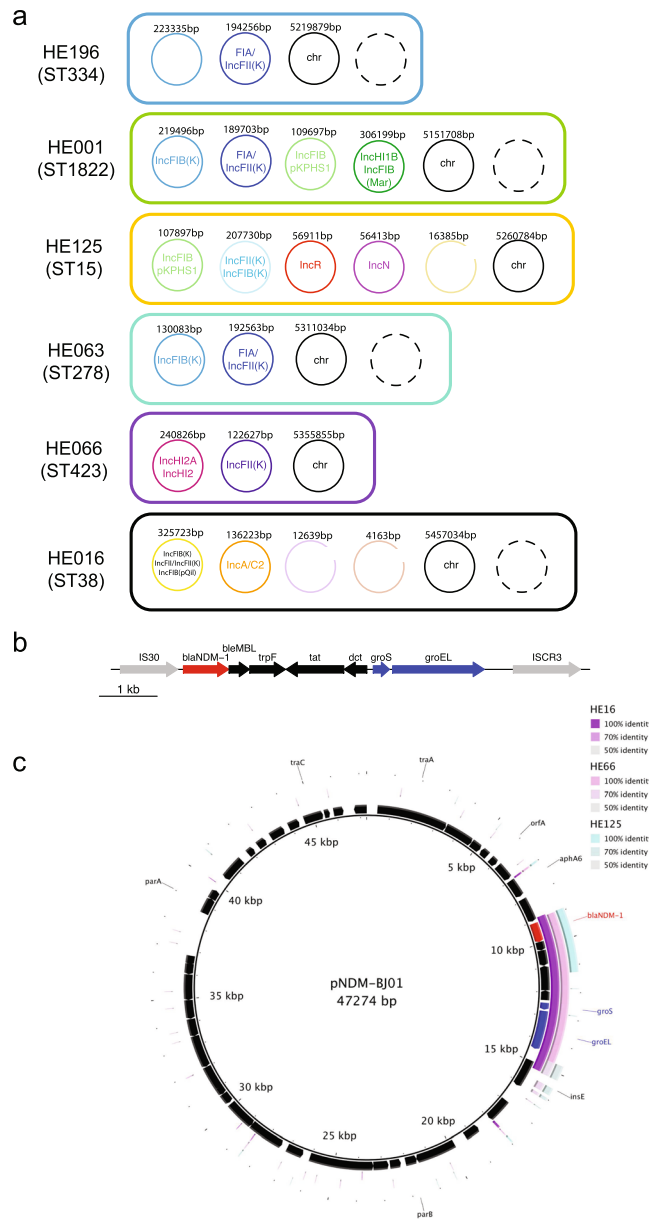 a
HE196
(ST334)
223335bp
194256bp
5219879bp
FIA/
IncFII(K)
chr
HE001
(ST1822)
219496bp
189703bp
109697bp
306199bp
5151708bp
IncFIB(K)
FIA/
IncFII(K)
IncFIB
pKPHS1
IncHI1B
IncFIB
(Mar)
chr
HE125
(ST15)
107897bp
207730bp
56911bp
56413bp
16385bp
5260784bp
IncFIB
pKPHS1
IncFII(K)
IncFIB(K)
IncR
IncN
chr
HE063
(ST278)
130083bp
192563bp
5311034bp
IncFIB(K)
FIA/
IncFII(K)
chr
HE066
(ST423)
240826bp
122627bp
5355855bp
IncHI2A
IncHI2
IncFII(K)
chr
HE016
(ST38)
325723bp
136223bp
12639bp
4163bp
5457034bp
IncFIB(K)
IncFII/IncFII(K)
IncFIB(pQil)
IncA/C2
chr
b
IS30
blaNDM-1
bleMBL
trpF
tat
dct
groS
groEL
ISCR3
1 kb
HE16
100% identity
70% identity
50% identity
HE66
100% identity
70% identity
50% identity
HE125
100% identity
70% identity
50% identity
c
traC
traA
orfA
aphA6
blaNDM-1
groS
groEL
insE
parB
parA
45 kbp
5 kbp
40 kbp
10 kbp
35 kbp
15 kbp
30 kbp
20 kbp
25 kbp
pNDM-BJ01
47274 bp